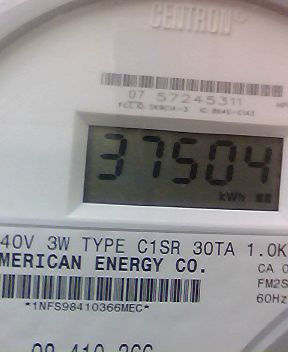 CENTRON®
07 57245311
37504
kWh
40V 3W TYPE C1SR 30TA 1.0K
MERICAN ENERGY CO.
CA 0
FM2S
60Hz
*1NFS98410366MEC*